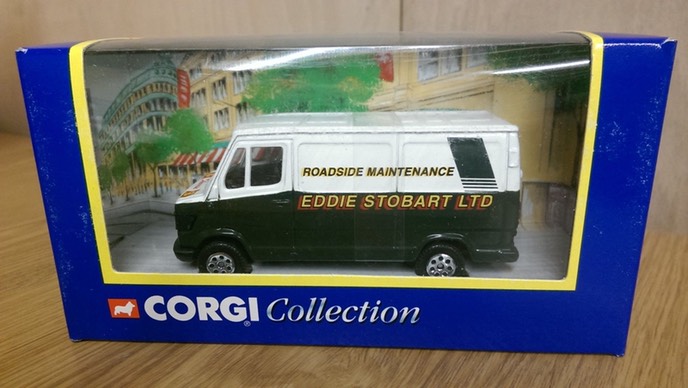 ROADSIDE MAINTENANCE
EDDIE STOBART LTD
CORGI® Collection